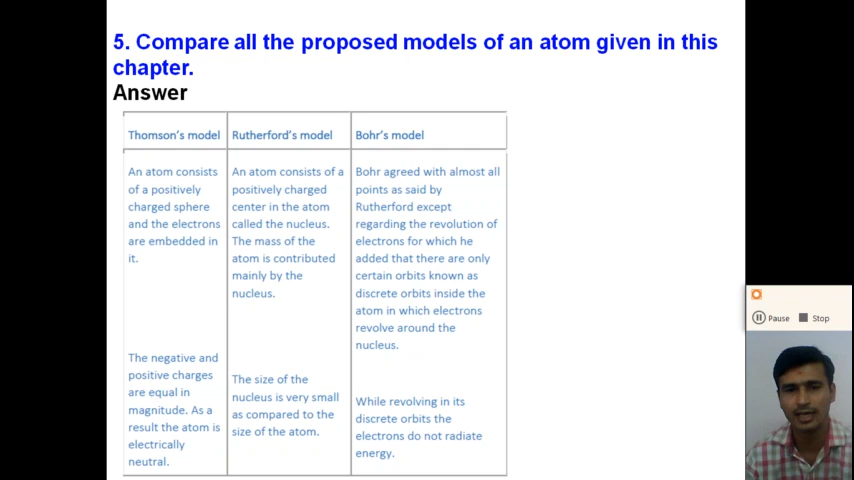 5. Compare all the proposed models of an atom given in this
chapter.
Answer
Thomson's model
An atom consists
of a positively
charged sphere
and the electrons
are embedded in
it.
The negative and
positive charges
are equal in
magnitude. As a
result the atom is
electrically
neutral.
Rutherford's model
An atom consists of a
positively charged
center in the atom
called the nucleus.
The mass of the
atom is contributed
mainly by the
nucleus.
The size of the
nucleus is very small
as compared to the
size of the atom.
Bohr's model
Bohr agreed with almost all
points as said by
Rutherford except
regarding the revolution of
electrons for which he
added that there are only
certain orbits known as
discrete orbits inside the
atom in which electrons
revolve around the
nucleus.
While revolving in its
discrete orbits the
electrons do not radiate
energy.
Pause
Stop